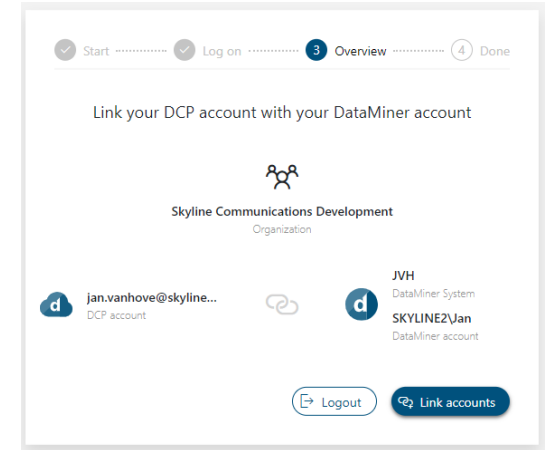 Start
Log on
3 Overview
4 Done
Link your DCP account with your DataMiner account
Skyline Communications Development
Organization
d
jan.vanhove@skyline...
DCP account
d
JVH
DataMiner System
SKYLINE2\Jan
DataMiner account
Logout
Link accounts